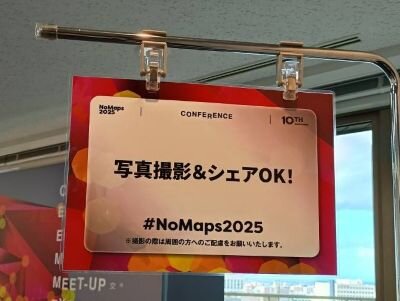 NoMaps
2025
CONFERENCE
10TH
写真撮影&シェアOK!
#NoMaps2025
※撮影の際は周囲の方へのご配慮をお願いいたします。
MEET-UP